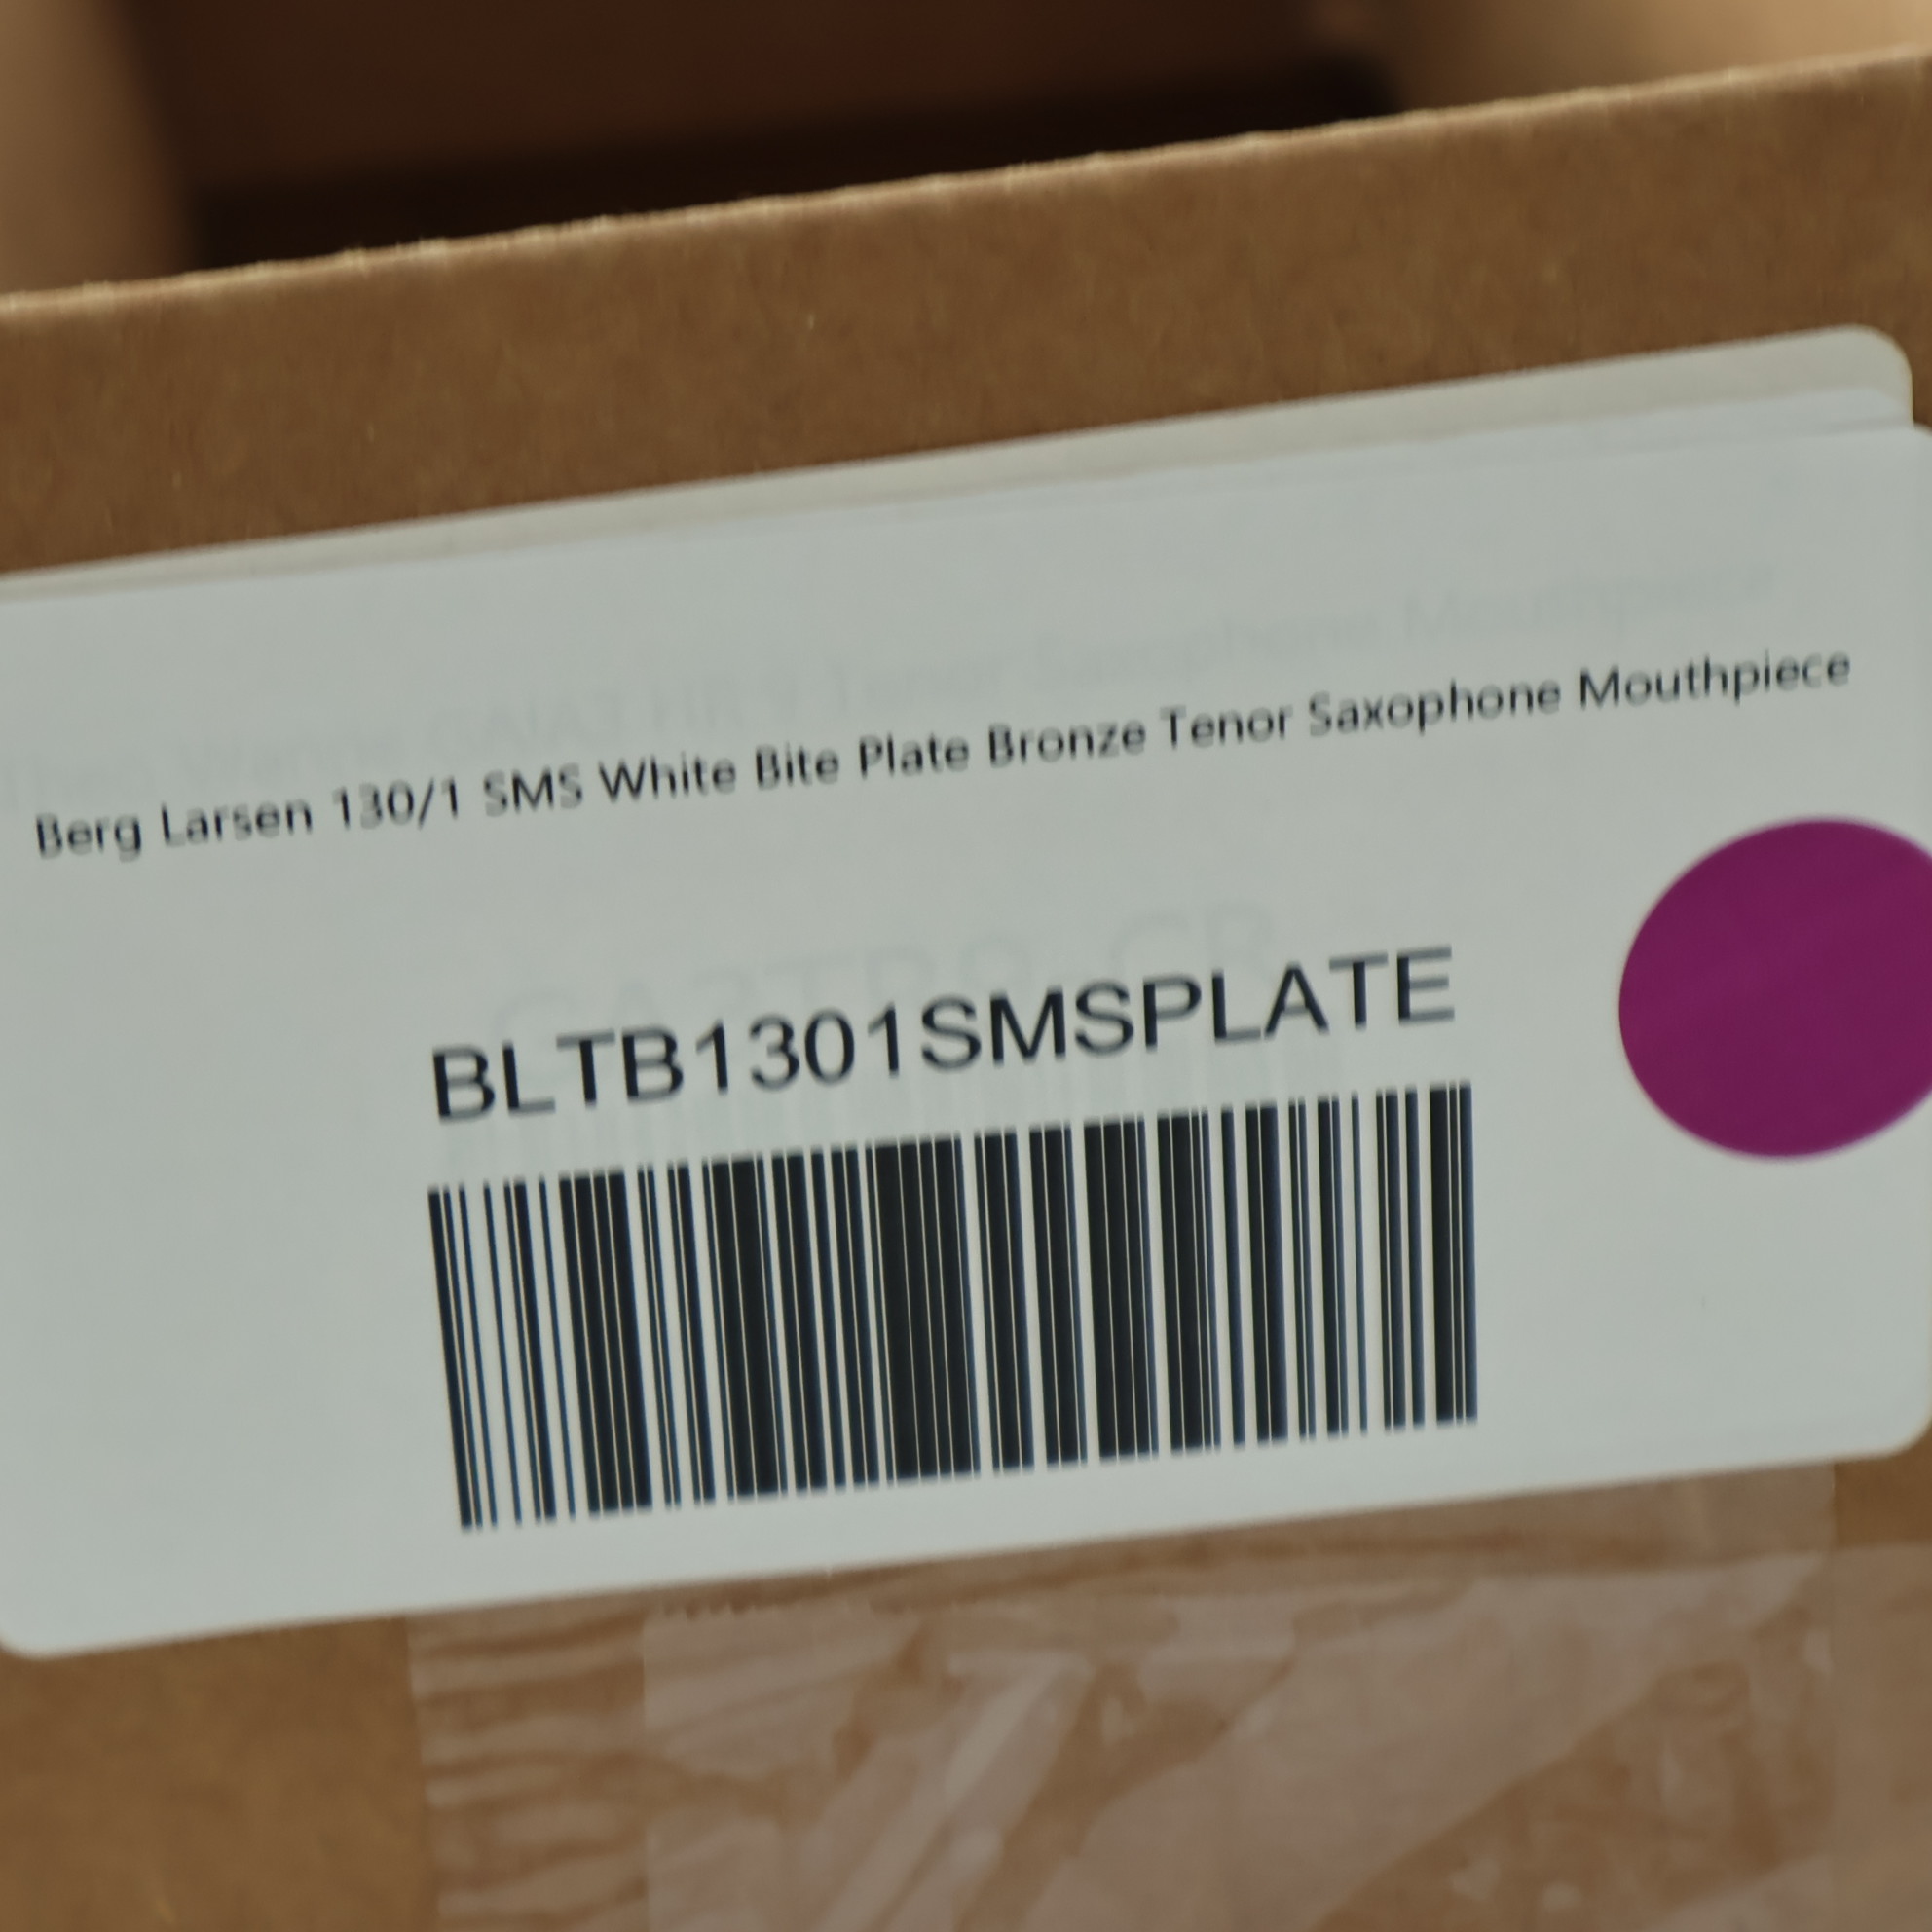 Berg Larsen 130/1 SMS White Bite Plate Bronze Tenor Saxophone Mouthpiece
BLTB1301SMSPLATE